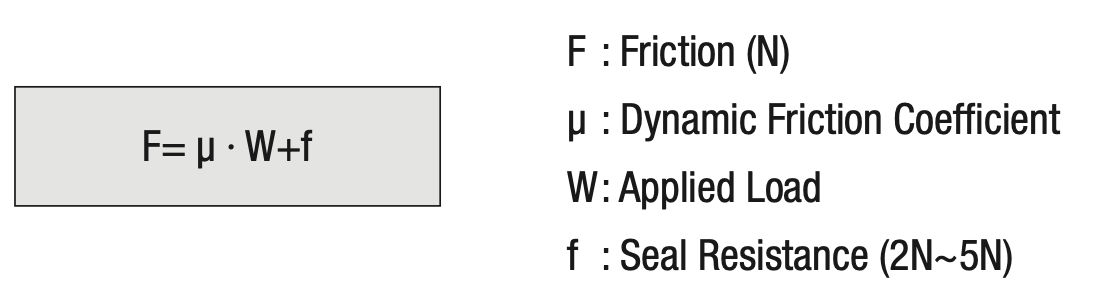 F= μ · W+f
F : Friction (N)
μ : Dynamic Friction Coefficient
W : Applied Load
f : Seal Resistance (2N~5N)